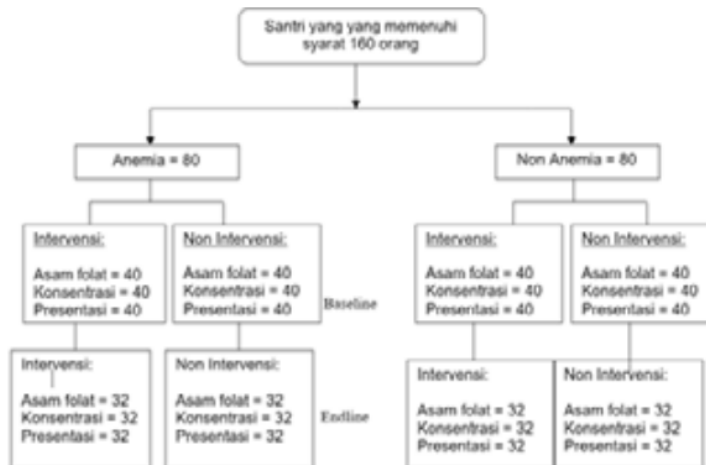 Santri yang yang memenuhi
syarat 160 orang
Anemia = 80
Non Anemia = 80
Intervensi:
Asam folat = 40
Konsentrasi = 40
Presentasi = 40
Non Intervensi:
Asam folat = 40
Konsentrasi = 40
Presentasi = 40
Baseline
Intervensi:
Asam folat = 40
Konsentrasi = 40
Presentasi = 40
Non Intervensi:
Asam folat = 40
Konsentrasi = 40
Presentasi = 40
Intervensi:
Asam folat = 32
Konsentrasi = 32
Presentasi = 32
Non Intervensi:
Asam folat = 32
Konsentrasi = 32
Presentasi = 32
Endline
Intervensi:
Asam folat = 32
Konsentrasi = 32
Presentasi = 32
Non Intervensi:
Asam folat = 32
Konsentrasi = 32
Presentasi = 32